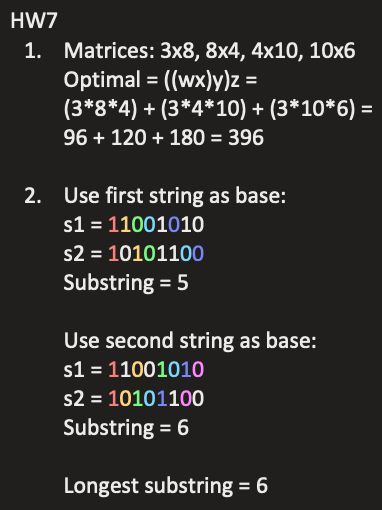 HW7
1. Matrices: 3x8, 8x4, 4x10, 10x6
Optimal = ((wx)y)z =
(3*8*4) + (3*4*10) + (3*10*6) =
96 + 120 + 180 = 396
2. Use first string as base:
s1 = 11001010
s2 = 10101100
Substring = 5
Use second string as base:
s1 = 11001010
s2 = 10101100
Substring = 6
Longest substring = 6